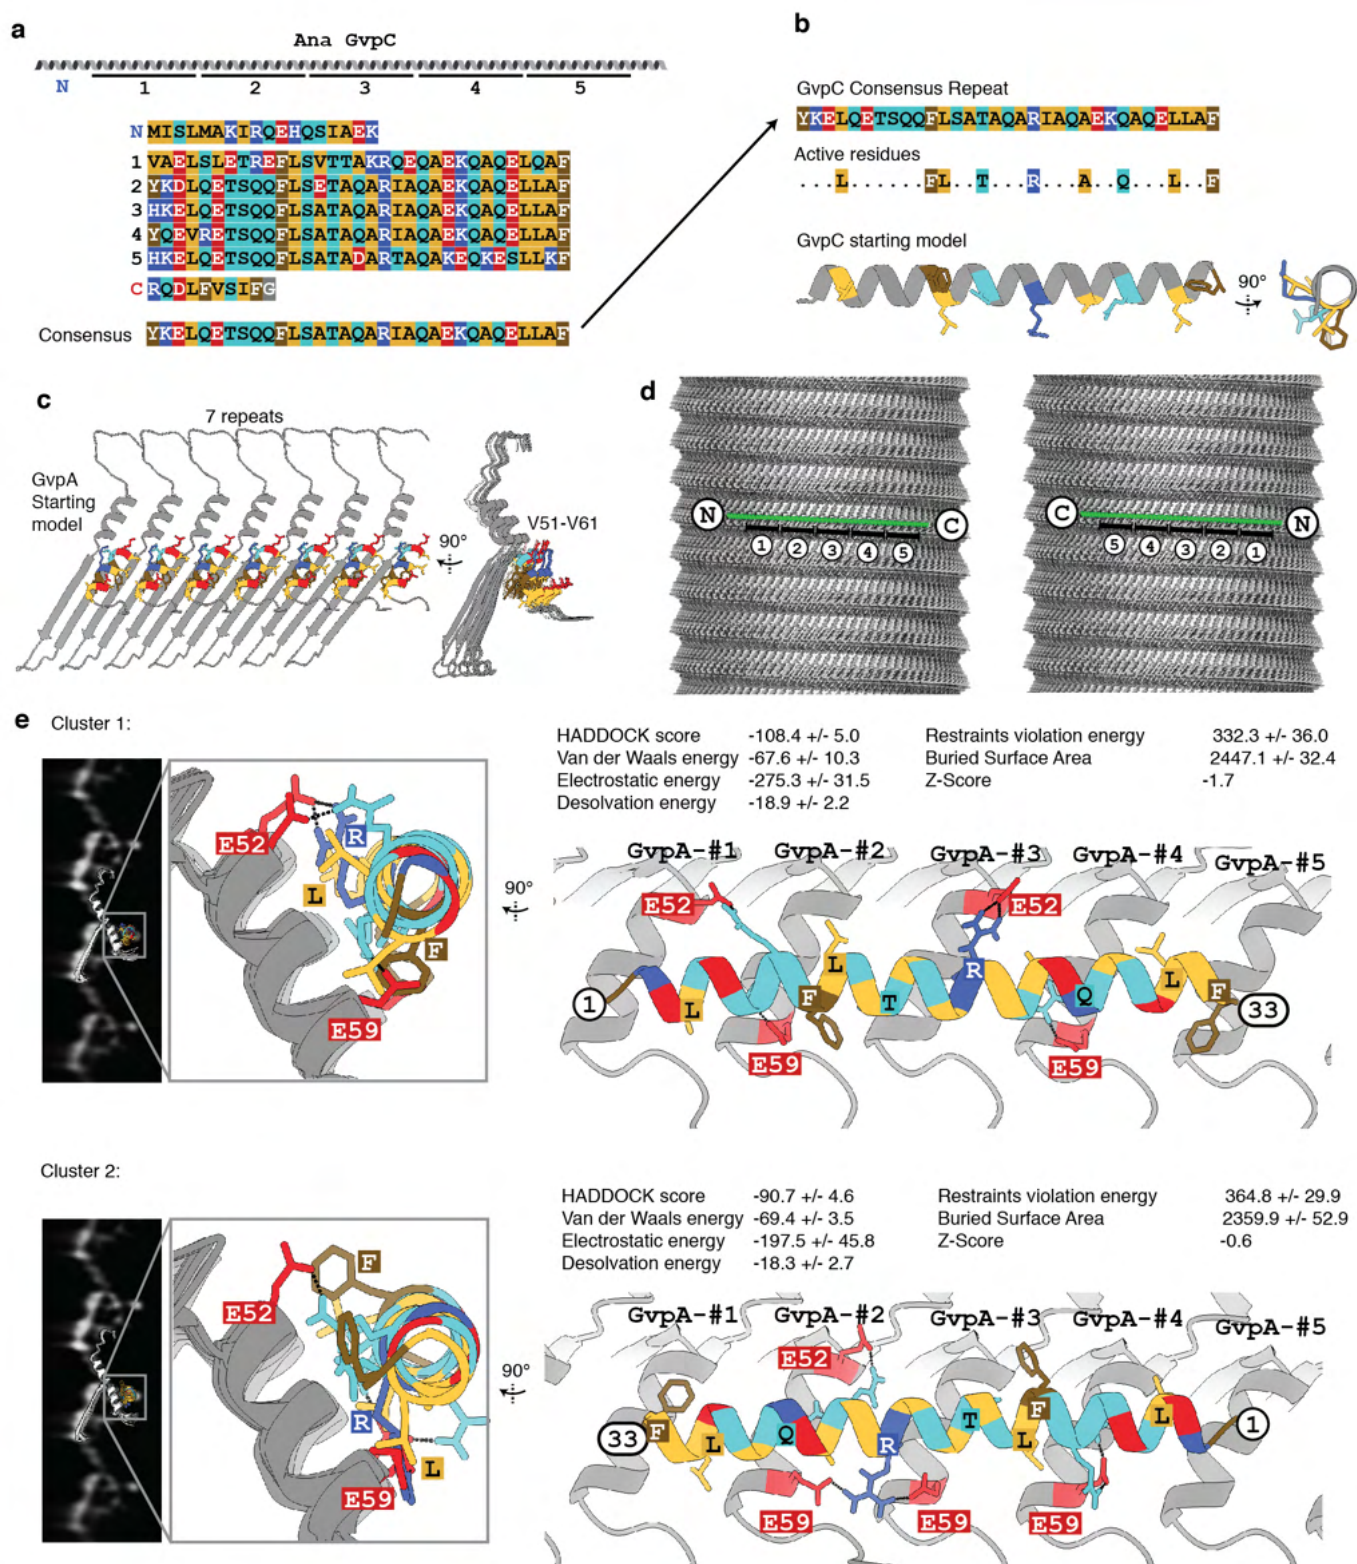 a
Ana GvpC
N 1 2 3 4 5
N MISLMAKIRQEHQSIAEK
1 VAELSLETREFLSVTTAKRQEQAEKQAQELQAF
2 YKDLQETSQQFLSETAQARIAQAEKQAQELLAF
3 HKELQETSQQFLSATAQARIAQAEKQAQELLAF
4 YQEVRETSQQFLSATAQARIAQAEKQAQELLAF
5 HKELQETSQQFLSATADARTAQAKEQKESLLKF
C RQDLFVSIFG
Consensus YKELQETSQQFLSATAQARIAQAEKQAQELLAF
b
GvpC Consensus Repeat
YKELQETSQQFLSATAQARIAQAEKQAQELLAF
Active residues
...L......FL..T...R...A..Q...L..F
GvpC starting model
90°
c
7 repeats
GvpA
Starting
model
V51-V61
90°
d
N C
1 2 3 4 5
C N
5 4 3 2 1
e Cluster 1:
HADDOCK score -108.4 +/- 5.0 Restraints violation energy 332.3 +/- 36.0
Van der Waals energy -67.6 +/- 10.3 Buried Surface Area 2447.1 +/- 32.4
Electrostatic energy -275.3 +/- 31.5 Z-Score -1.7
Desolvation energy -18.9 +/- 2.2
E52
R
L
F
E59
90°
GvpA-#1 GvpA-#2 GvpA-#3 GvpA-#4 GvpA-#5
E52 E52
1 L F L T R Q L F 33
E59 E59
Cluster 2:
HADDOCK score -90.7 +/- 4.6 Restraints violation energy 364.8 +/- 29.9
Van der Waals energy -69.4 +/- 3.5 Buried Surface Area 2359.9 +/- 52.9
Electrostatic energy -197.5 +/- 45.8 Z-Score -0.6
Desolvation energy -18.3 +/- 2.7
F
E52
R
L
E59
90°
GvpA-#1 GvpA-#2 GvpA-#3 GvpA-#4 GvpA-#5
E52
33 F L Q R T L F L 1
E59 E59 E59